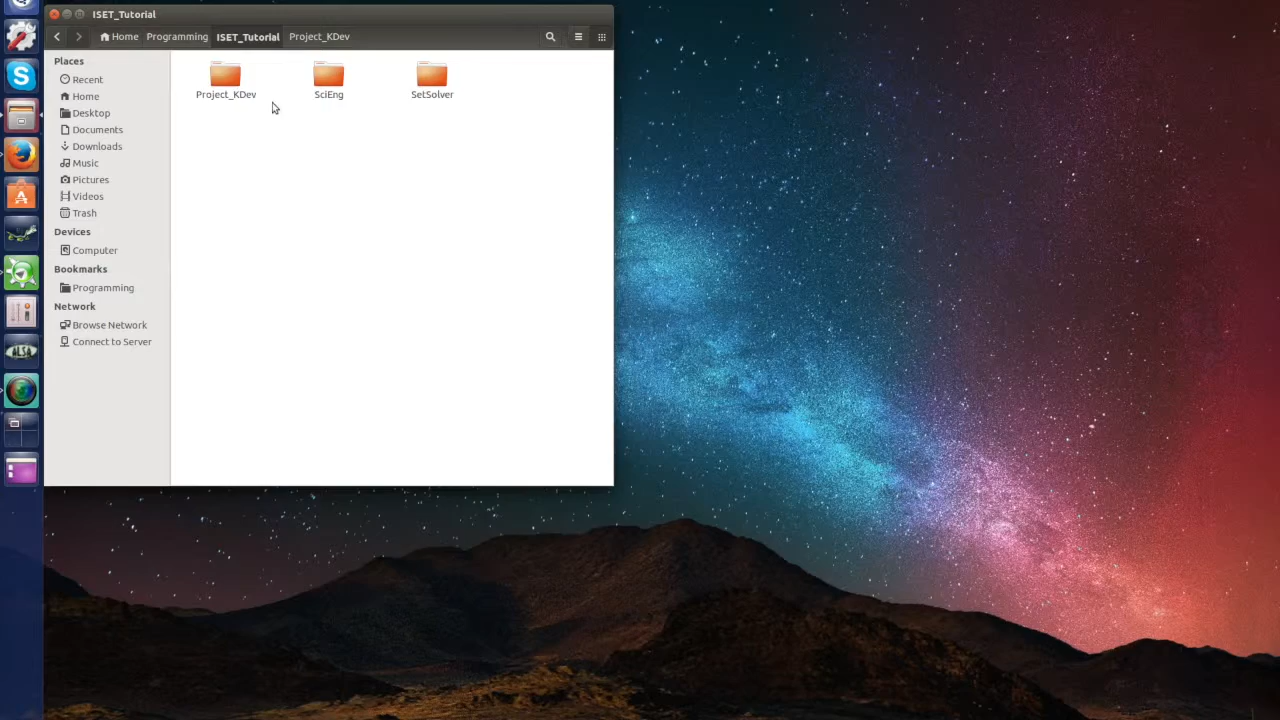 ISET_Tutorial
Home Programming ISET_Tutorial Project_KDev
Places
Recent
Home
Desktop
Documents
Downloads
Music
Pictures
Videos
Trash
Devices
Computer
Bookmarks
Programming
Network
Browse Network
Connect to Server
Project_KDev SciEng SetSolver
ALSA